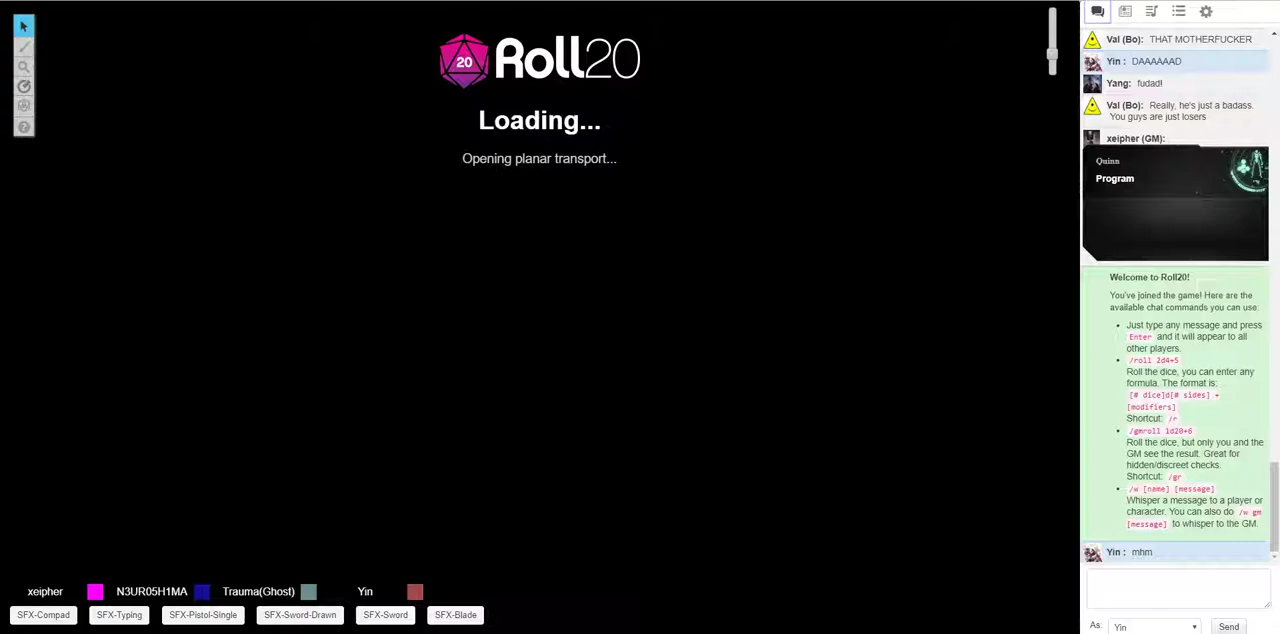 20 Roll20
Loading...
Opening planar transport...
Val (Bo): THAT MOTHERFUCKER
Yin : DAAAAAAD
Yang: fudad!
Val (Bo): Really, he's just a badass.
You guys are just losers
xeipher (GM):
Quinn
Program
Welcome to Roll20!
You've joined the game! Here are the
available chat commands you can use:
• Just type any message and press
Enter and it will appear to all
other players.
• /roll 2d4+5
Roll the dice, you can enter any
formula. The format is:
[# dice]d[# sides] +
[modifiers]
Shortcut: /r
• /gmroll 1d20+6
Roll the dice, but only you and the
GM see the result. Great for
hidden/discreet checks.
Shortcut: /gr
• /w [name] [message]
Whisper a message to a player or
character. You can also do /w gm
[message] to whisper to the GM.
Yin : mhm
As: Yin Send
xeipher N3UR05H1MA Trauma(Ghost) Yin
SFX-Compad SFX-Typing SFX-Pistol-Single SFX-Sword-Drawn SFX-Sword SFX-Blade